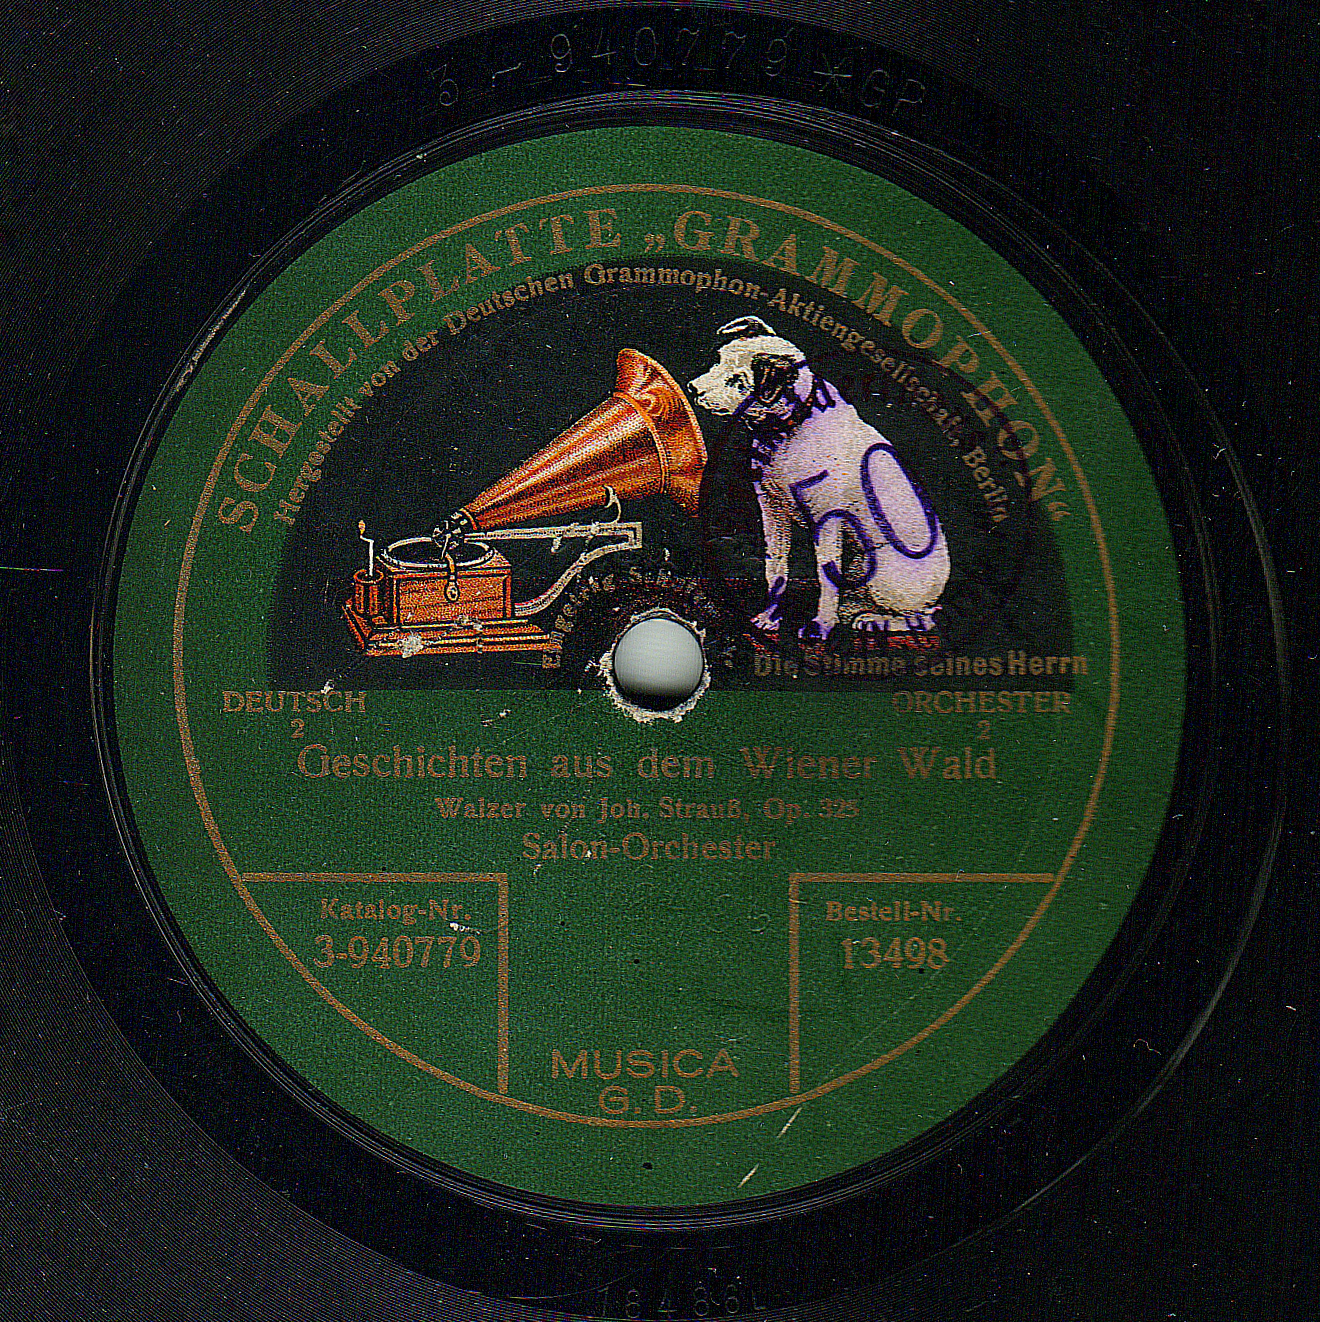 3-940779*GP
SCHALLPLATTE „GRAMMOPHON“
Hergestellt von der Deutschen Grammophon-Aktiengesellschaft, Berlin
50
Die Stimme seines Herrn
DEUTSCH
2
ORCHESTER
2
Geschichten aus dem Wiener Wald
Walzer von Joh. Strauß, Op. 325
Salon-Orchester
Katalog-Nr.
3-940779
Bestell-Nr.
13498
MUSICA
G.D.